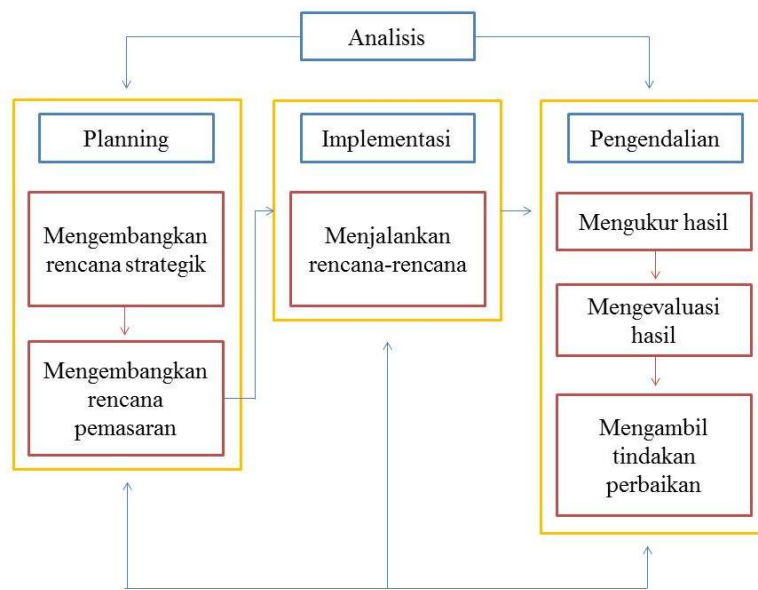 Analisis
Planning
Mengembangkan
rencana strategik
Mengembangkan
rencana
pemasaran
Implementasi
Menjalankan
rencana-rencana
Pengendalian
Mengukur hasil
Mengevaluasi
hasil
Mengambil
tindakan
perbaikan